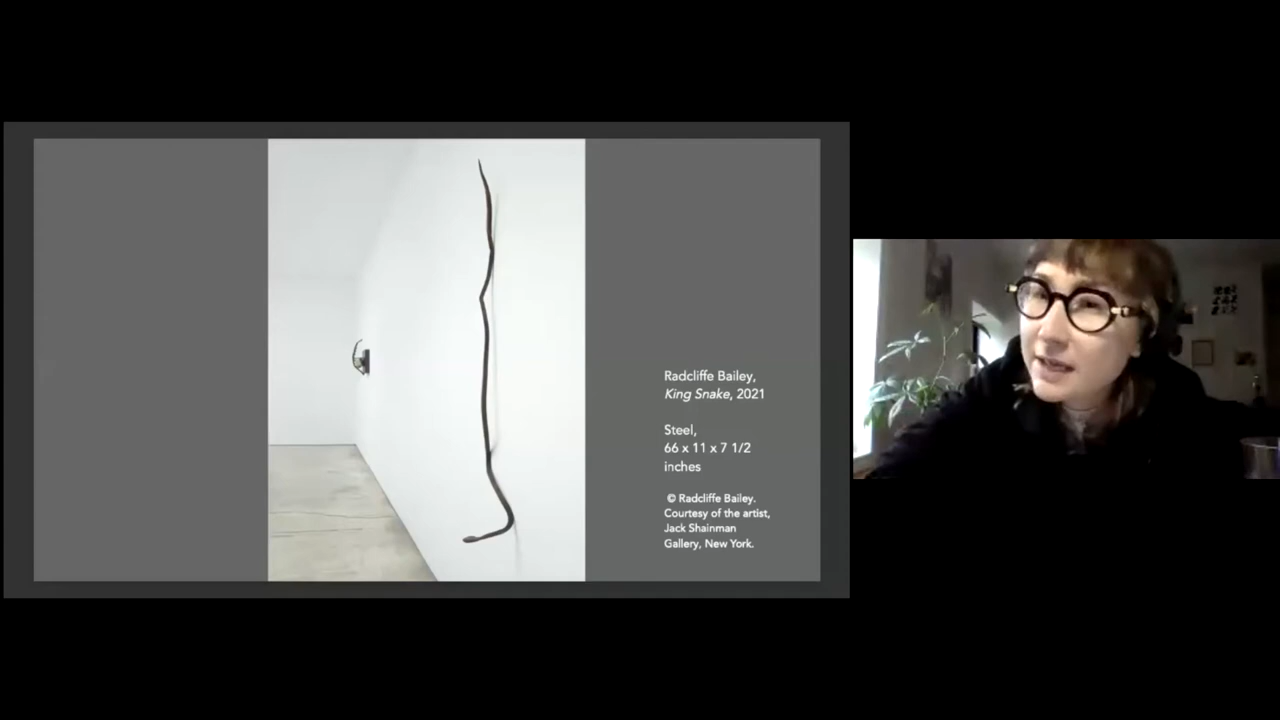 Radcliffe Bailey,
King Snake, 2021
Steel,
66 x 11 x 7 1/2
inches
© Radcliffe Bailey.
Courtesy of the artist,
Jack Shainman
Gallery, New York.